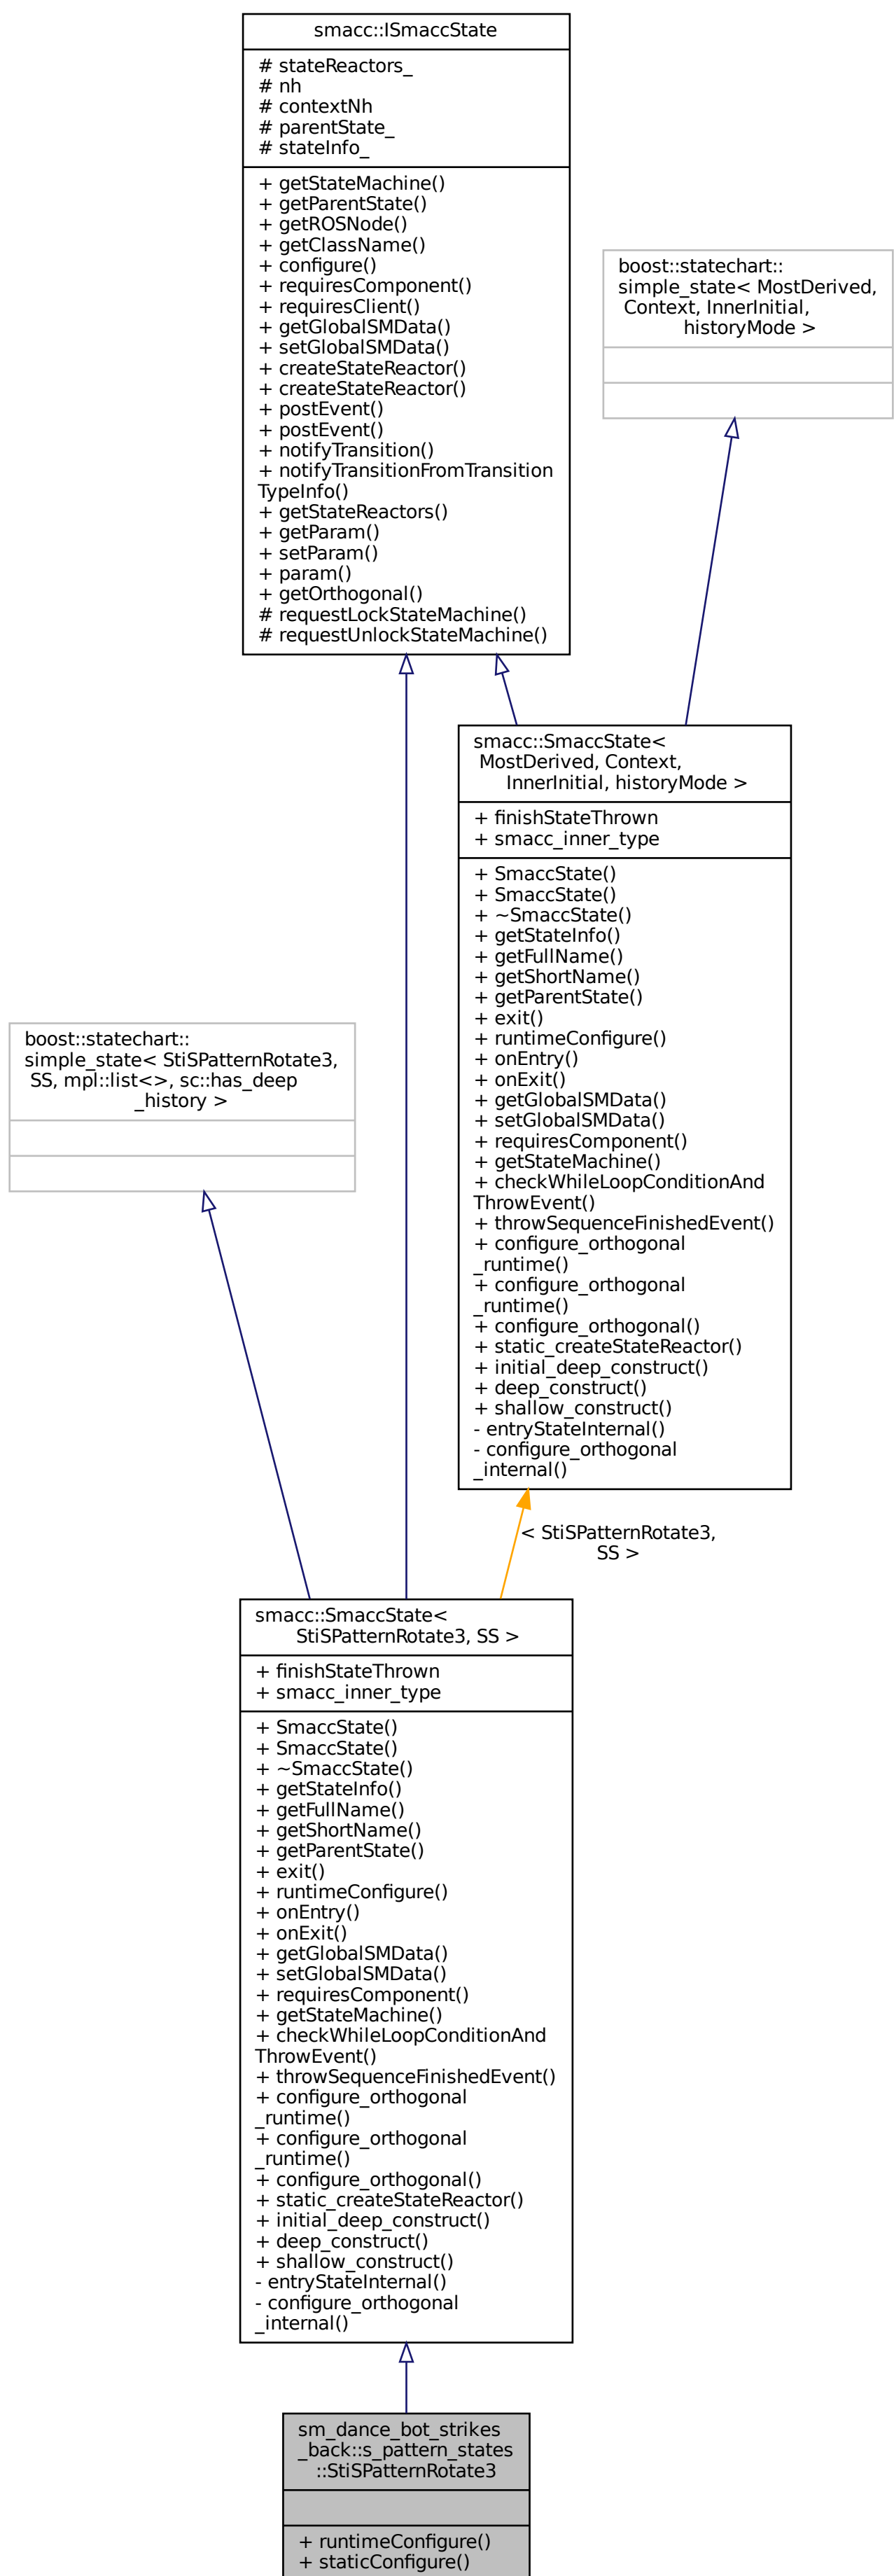 smacc::ISmaccState
# stateReactors_
# nh
# contextNh
# parentState_
# stateInfo_
+ getStateMachine()
+ getParentState()
+ getROSNode()
+ getClassName()
+ configure()
+ requiresComponent()
+ requiresClient()
+ getGlobalSMData()
+ setGlobalSMData()
+ createStateReactor()
+ createStateReactor()
+ postEvent()
+ postEvent()
+ notifyTransition()
+ notifyTransitionFromTransition
TypeInfo()
+ getStateReactors()
+ getParam()
+ setParam()
+ param()
+ getOrthogonal()
# requestLockStateMachine()
# requestUnlockStateMachine()
boost::statechart::
simple_state< MostDerived,
Context, InnerInitial,
historyMode >
smacc::SmaccState<
MostDerived, Context,
InnerInitial, historyMode >
+ finishStateThrown
+ smacc_inner_type
+ SmaccState()
+ SmaccState()
+ ~SmaccState()
+ getStateInfo()
+ getFullName()
+ getShortName()
+ getParentState()
+ exit()
+ runtimeConfigure()
+ onEntry()
+ onExit()
+ getGlobalSMData()
+ setGlobalSMData()
+ requiresComponent()
+ getStateMachine()
+ checkWhileLoopConditionAnd
ThrowEvent()
+ throwSequenceFinishedEvent()
+ configure_orthogonal
_runtime()
+ configure_orthogonal
_runtime()
+ configure_orthogonal()
+ static_createStateReactor()
+ initial_deep_construct()
+ deep_construct()
+ shallow_construct()
- entryStateInternal()
- configure_orthogonal
_internal()
boost::statechart::
simple_state< StiSPatternRotate3,
SS, mpl::list<>, sc::has_deep
_history >
< StiSPatternRotate3,
SS >
smacc::SmaccState<
StiSPatternRotate3, SS >
+ finishStateThrown
+ smacc_inner_type
+ SmaccState()
+ SmaccState()
+ ~SmaccState()
+ getStateInfo()
+ getFullName()
+ getShortName()
+ getParentState()
+ exit()
+ runtimeConfigure()
+ onEntry()
+ onExit()
+ getGlobalSMData()
+ setGlobalSMData()
+ requiresComponent()
+ getStateMachine()
+ checkWhileLoopConditionAnd
ThrowEvent()
+ throwSequenceFinishedEvent()
+ configure_orthogonal
_runtime()
+ configure_orthogonal
_runtime()
+ configure_orthogonal()
+ static_createStateReactor()
+ initial_deep_construct()
+ deep_construct()
+ shallow_construct()
- entryStateInternal()
- configure_orthogonal
_internal()
sm_dance_bot_strikes
_back::s_pattern_states
::StiSPatternRotate3
+ runtimeConfigure()
+ staticConfigure()